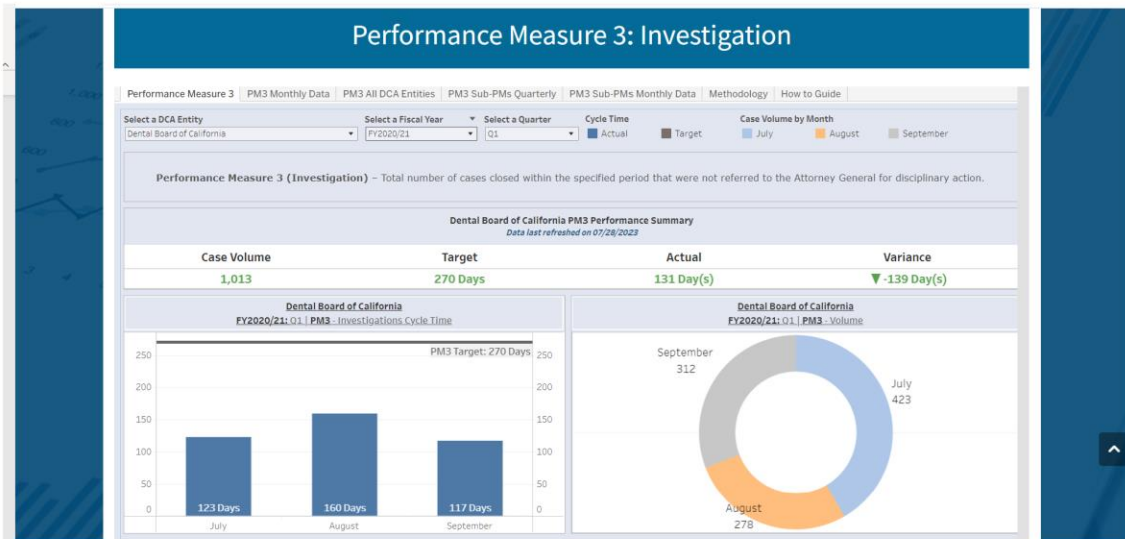 Performance Measure 3: Investigation
Performance Measure 3 PM3 Monthly Data PM3 All DCA Entities PM3 Sub-PMs Quarterly PM3 Sub-PMs Monthly Data Methodology How to Guide
Select a DCA Entity Select a Fiscal Year Select a Quarter Cycle Time Case Volume by Month
Dental Board of California FY2020/21 Q1 Actual Target July August September
Performance Measure 3 (Investigation) – Total number of cases closed within the specified period that were not referred to the Attorney General for disciplinary action.
Dental Board of California PM3 Performance Summary
Data last refreshed on 07/28/2023
Case Volume Target Actual Variance
1,013 270 Days 131 Day(s) ▼ -139 Day(s)
Dental Board of California
FY2020/21: Q1 | PM3 - Investigations Cycle Time
PM3 Target: 270 Days
250 250
200 200
150 150
100 100
50 50
0 0
123 Days 160 Days 117 Days
July August September
Dental Board of California
FY2020/21: Q1 | PM3 - Volume
September
312
July
423
August
278